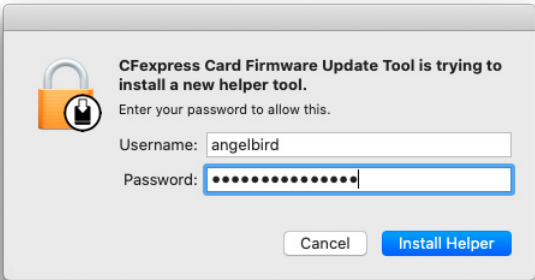 CFexpress Card Firmware Update Tool is trying to
install a new helper tool.
Enter your password to allow this.
Username: angelbird
Password: •••••••••••••••
Cancel Install Helper